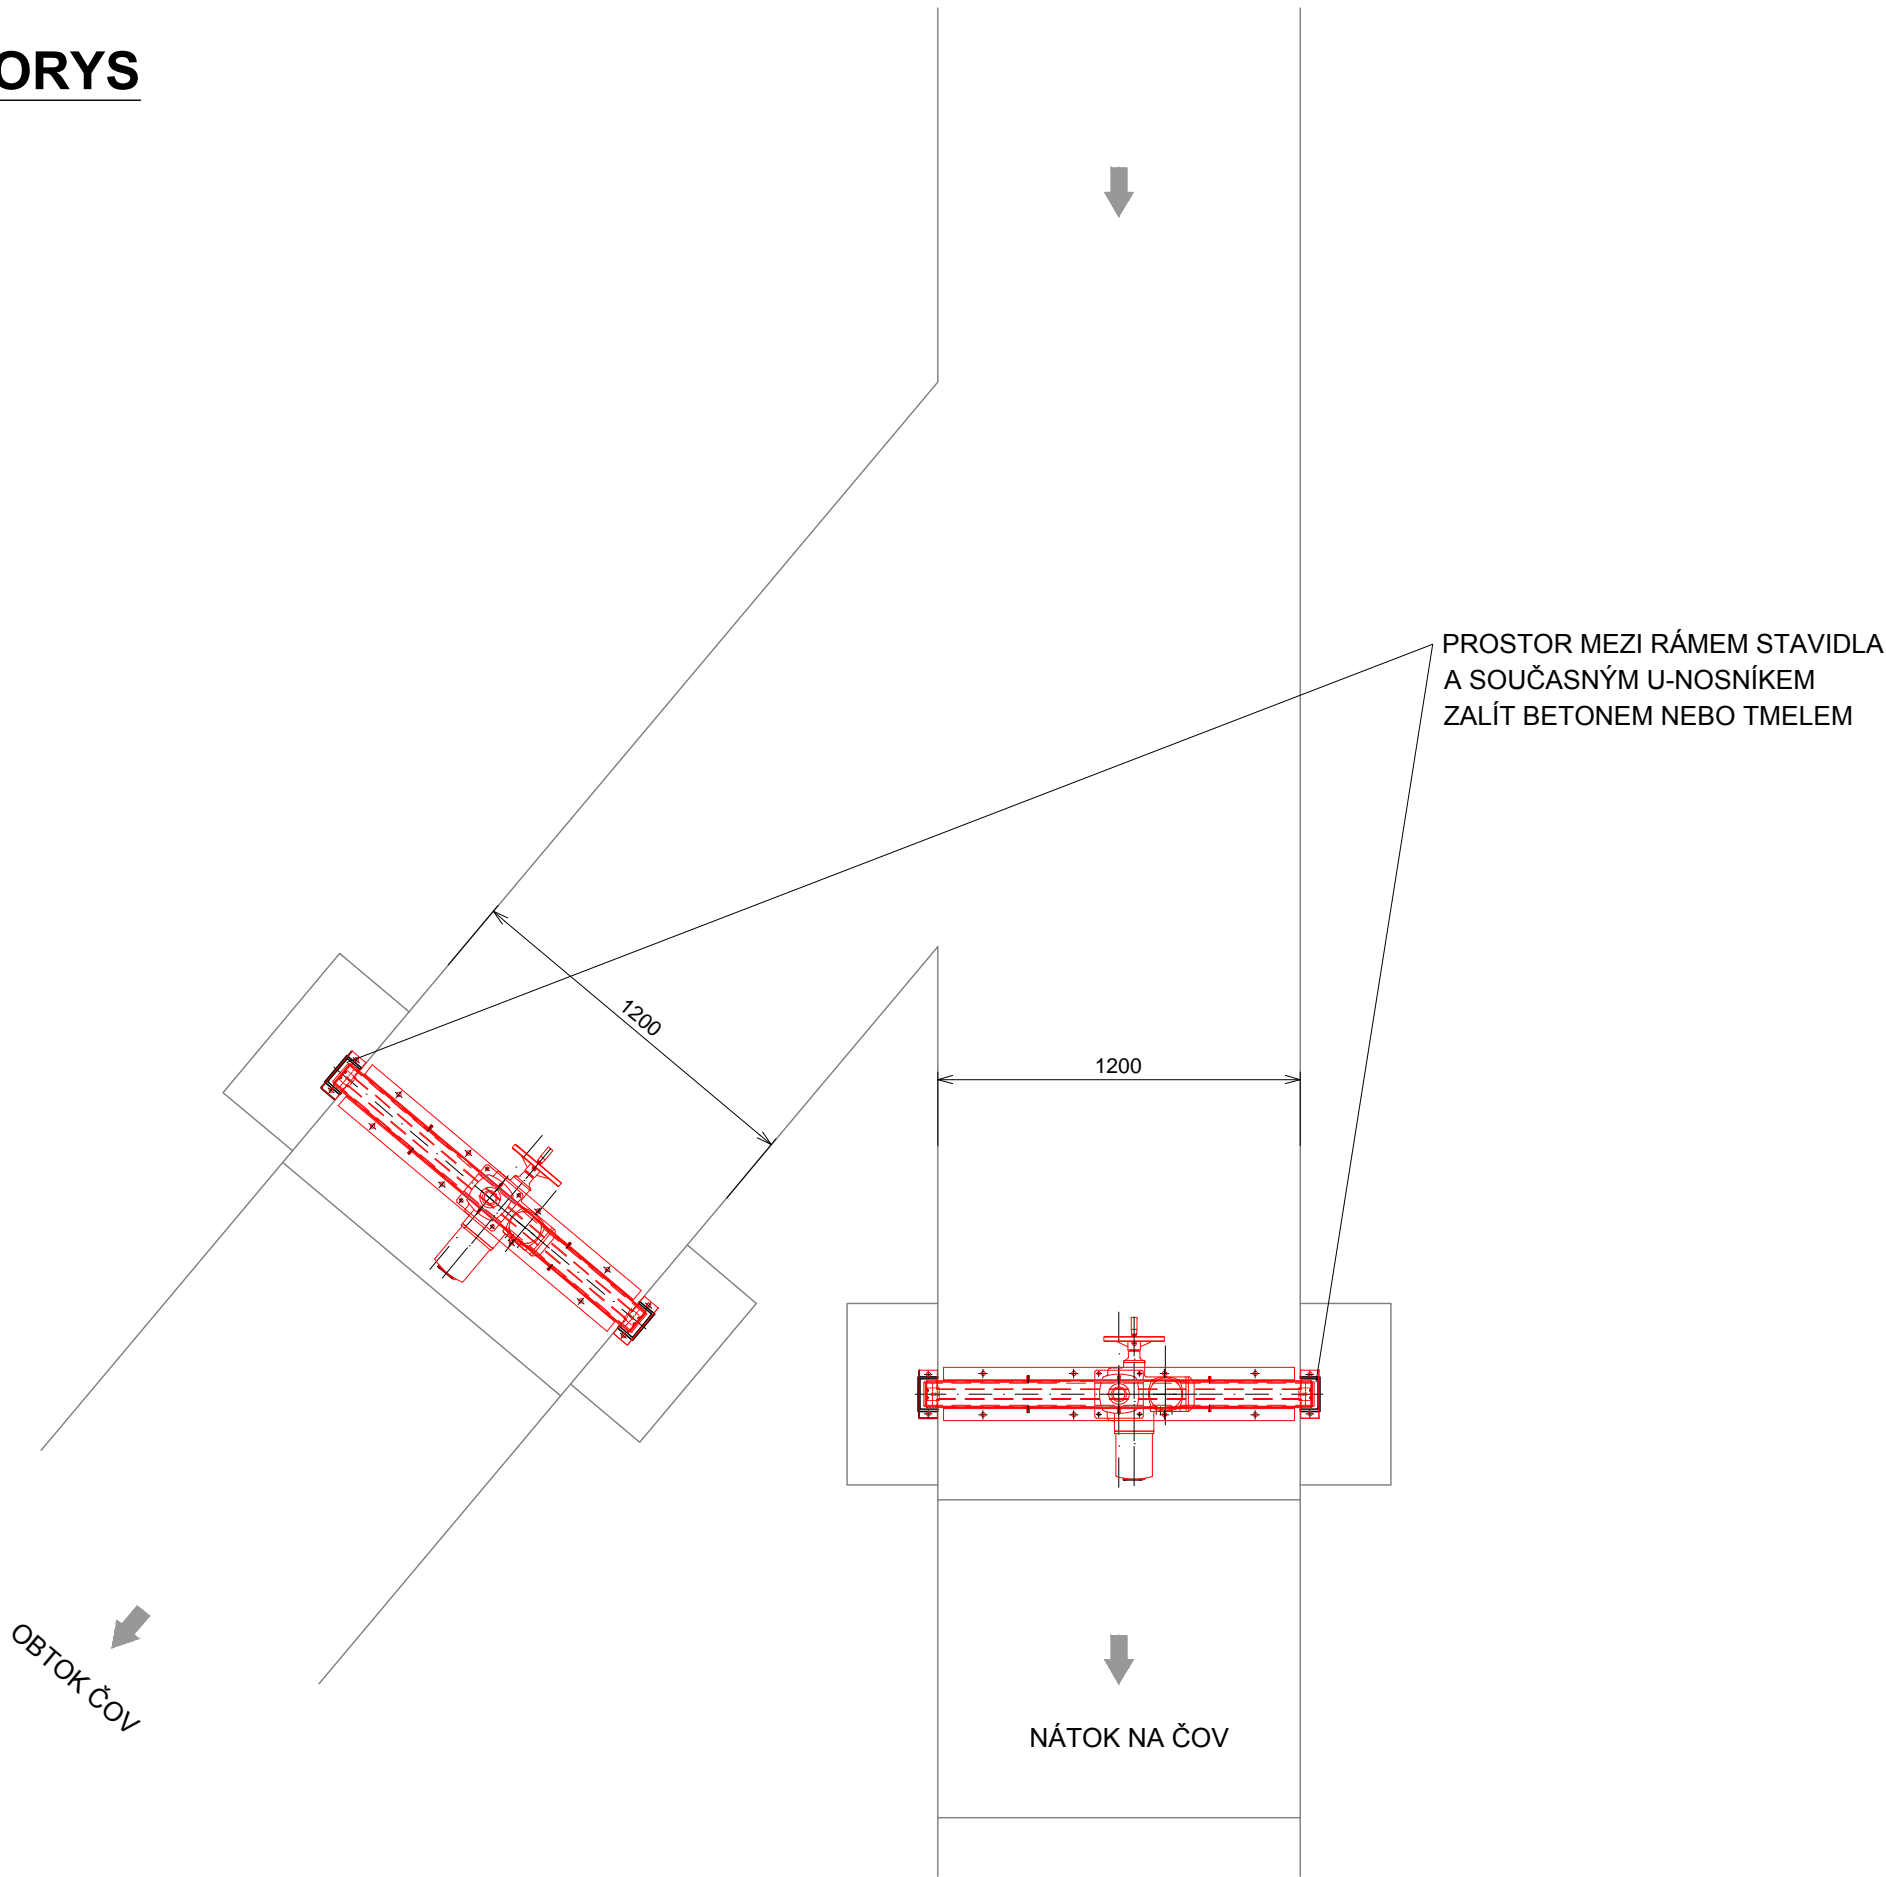 ORYS
PROSTOR MEZI RÁMEM STAVIDLA
A SOUČASNÝM U-NOSNÍKEM
ZALÍT BETONEM NEBO TMELEM
1200
1200
OBTOK ČOV
NÁTOK NA ČOV